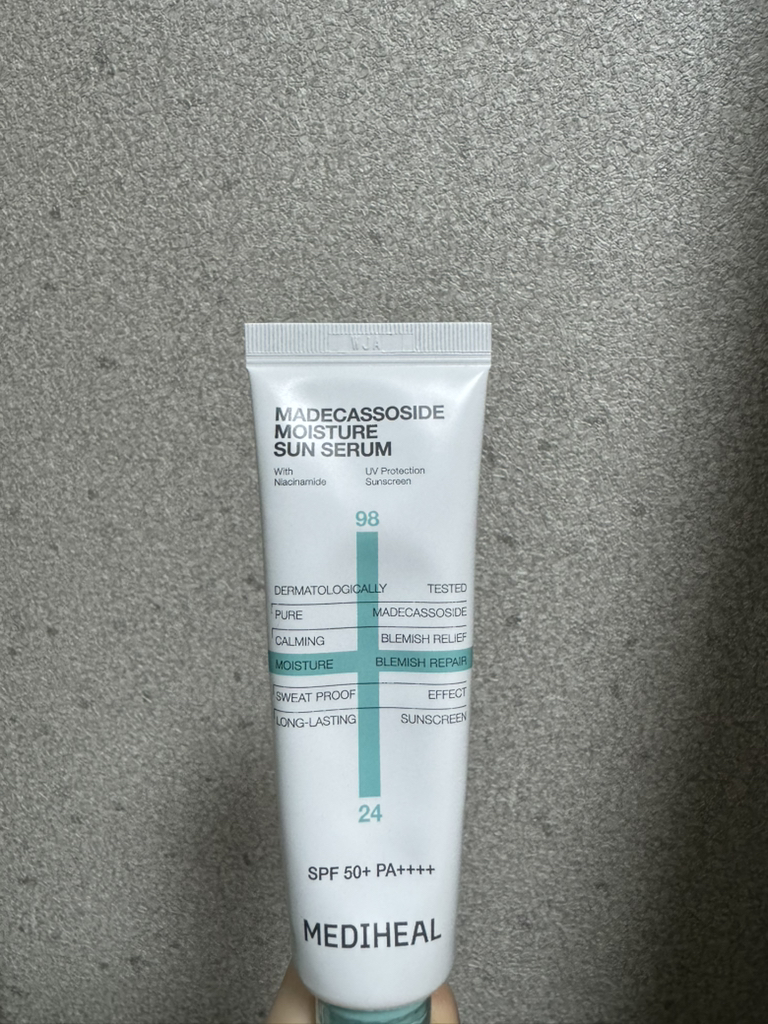 WJA
MADECASSOSIDE
MOISTURE
SUN SERUM
With UV Protection
Niacinamide Sunscreen
98
DERMATOLOGICALLY TESTED
PURE MADECASSOSIDE
CALMING BLEMISH RELIEF
MOISTURE BLEMISH REPAIR
SWEAT PROOF EFFECT
LONG-LASTING SUNSCREEN
24
SPF 50+ PA++++
MEDIHEAL